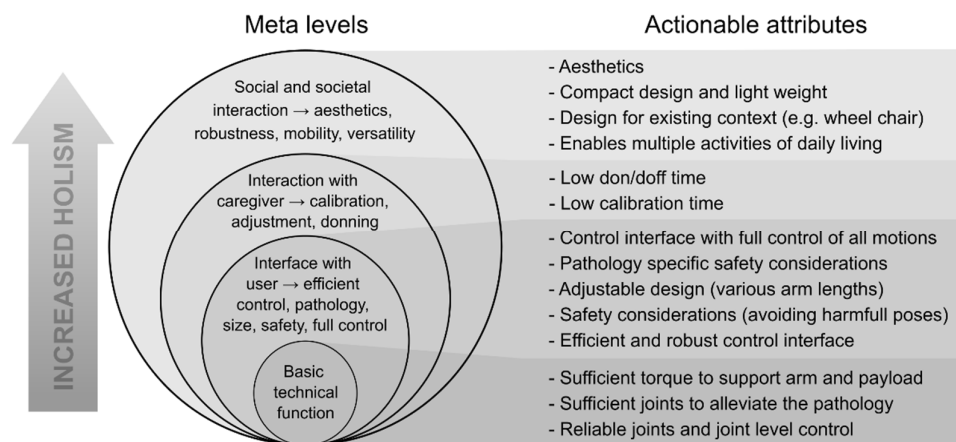 Meta levels
Actionable attributes
INCREASED HOLISM
Social and societal
interaction → aesthetics,
robustness, mobility, versatility
Interaction with
caregiver → calibration,
adjustment, donning
Interface with
user → efficient
control, pathology,
size, safety, full control
Basic
technical
function
- Aesthetics
- Compact design and light weight
- Design for existing context (e.g. wheel chair)
- Enables multiple activities of daily living
- Low don/doff time
- Low calibration time
- Control interface with full control of all motions
- Pathology specific safety considerations
- Adjustable design (various arm lengths)
- Safety considerations (avoiding harmfull poses)
- Efficient and robust control interface
- Sufficient torque to support arm and payload
- Sufficient joints to alleviate the pathology
- Reliable joints and joint level control